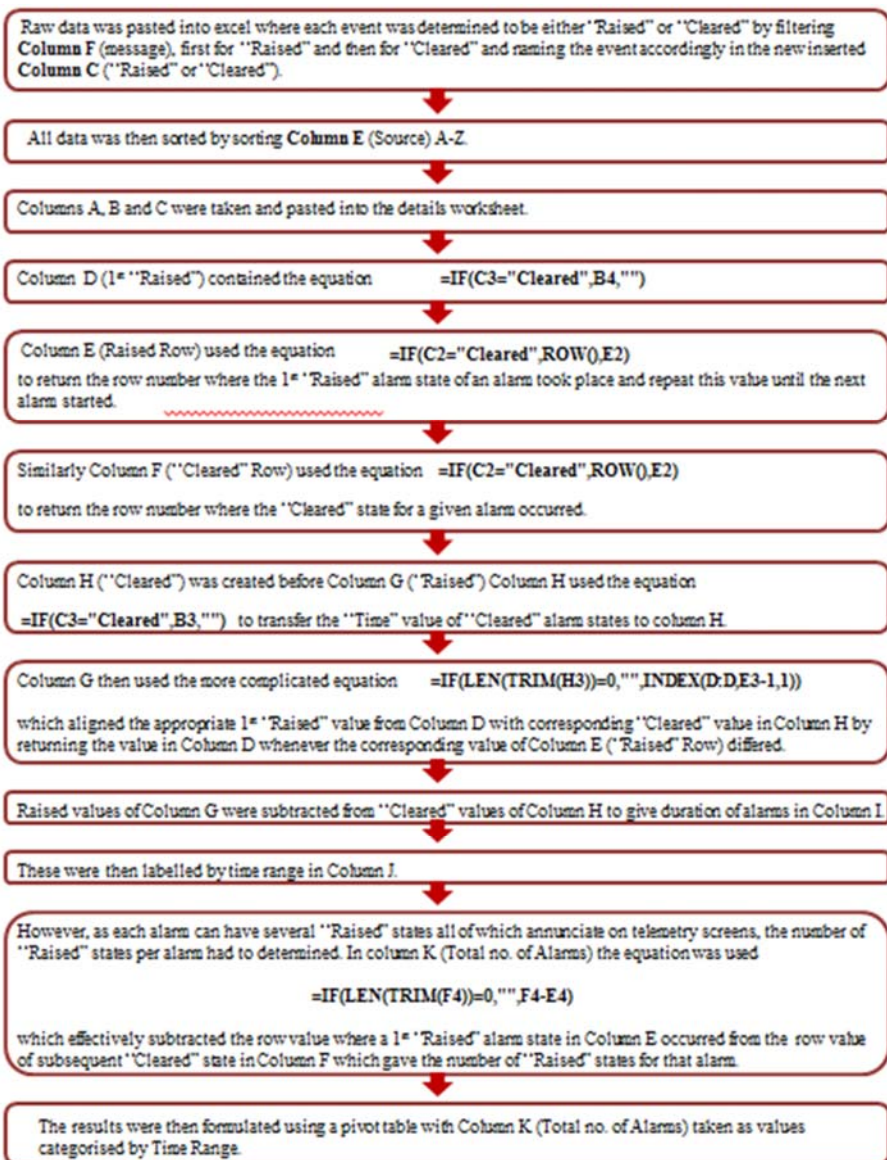 Raw data was pasted into excel where each event was determined to be either "Raised" or "Cleared" by filtering
Column F (message), first for "Raised" and then for "Cleared" and naming the event accordingly in the new inserted
Column C ("Raised" or "Cleared").
All data was then sorted by sorting Column E (Source) A-Z.
Columns A, B and C were taken and pasted into the details worksheet.
Column D (1st "Raised") contained the equation =IF(C3="Cleared",B4,"")
Column E (Raised Row) used the equation =IF(C2="Cleared",ROW(),E2)
to return the row number where the 1st "Raised" alarm state of an alarm took place and repeat this value until the next
alarm started.
Similarly Column F ("Cleared" Row) used the equation =IF(C2="Cleared",ROW(),E2)
to return the row number where the "Cleared" state for a given alarm occurred.
Column H ("Cleared") was created before Column G ("Raised") Column H used the equation
=IF(C3="Cleared",B3,"") to transfer the "Time" value of "Cleared" alarm states to column H.
Column G then used the more complicated equation =IF(LEN(TRIM(H3))=0,"",INDEX(D:D,E3-1,1))
which aligned the appropriate 1st "Raised" value from Column D with corresponding "Cleared" value in Column H by
returning the value in Column D whenever the corresponding value of Column E ("Raised" Row) differed.
Raised values of Column G were subtracted from "Cleared" values of Column H to give duration of alarms in Column I.
These were then labelled by time range in Column J.
However, as each alarm can have several "Raised" states all of which annunciate on telemetry screens, the number of
"Raised" states per alarm had to determined. In column K (Total no. of Alarms) the equation was used
=IF(LEN(TRIM(F4))=0,"",F4-E4)
which effectively subtracted the row value where a 1st "Raised" alarm state in Column E occurred from the row value
of subsequent "Cleared" state in Column F which gave the number of "Raised" states for that alarm.
The results were then formulated using a pivot table with Column K (Total no. of Alarms) taken as values
categorised by Time Range.